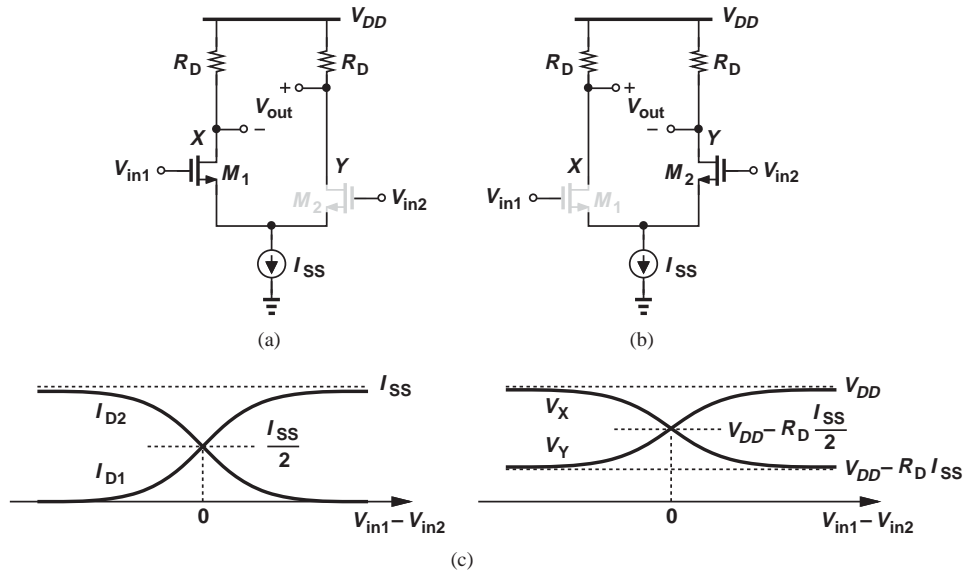 V_DD
R_D
R_D
+
V_out
−
X
Y
V_in1
M_1
M_2
V_in2
I_SS
(a)
V_DD
R_D
R_D
+
V_out
−
X
Y
V_in1
M_1
M_2
V_in2
I_SS
(b)
I_SS
I_D2
I_SS
2
I_D1
0
V_in1 − V_in2
V_DD
V_X
V_DD − R_D I_SS
2
V_Y
V_DD − R_D I_SS
0
V_in1 − V_in2
(c)